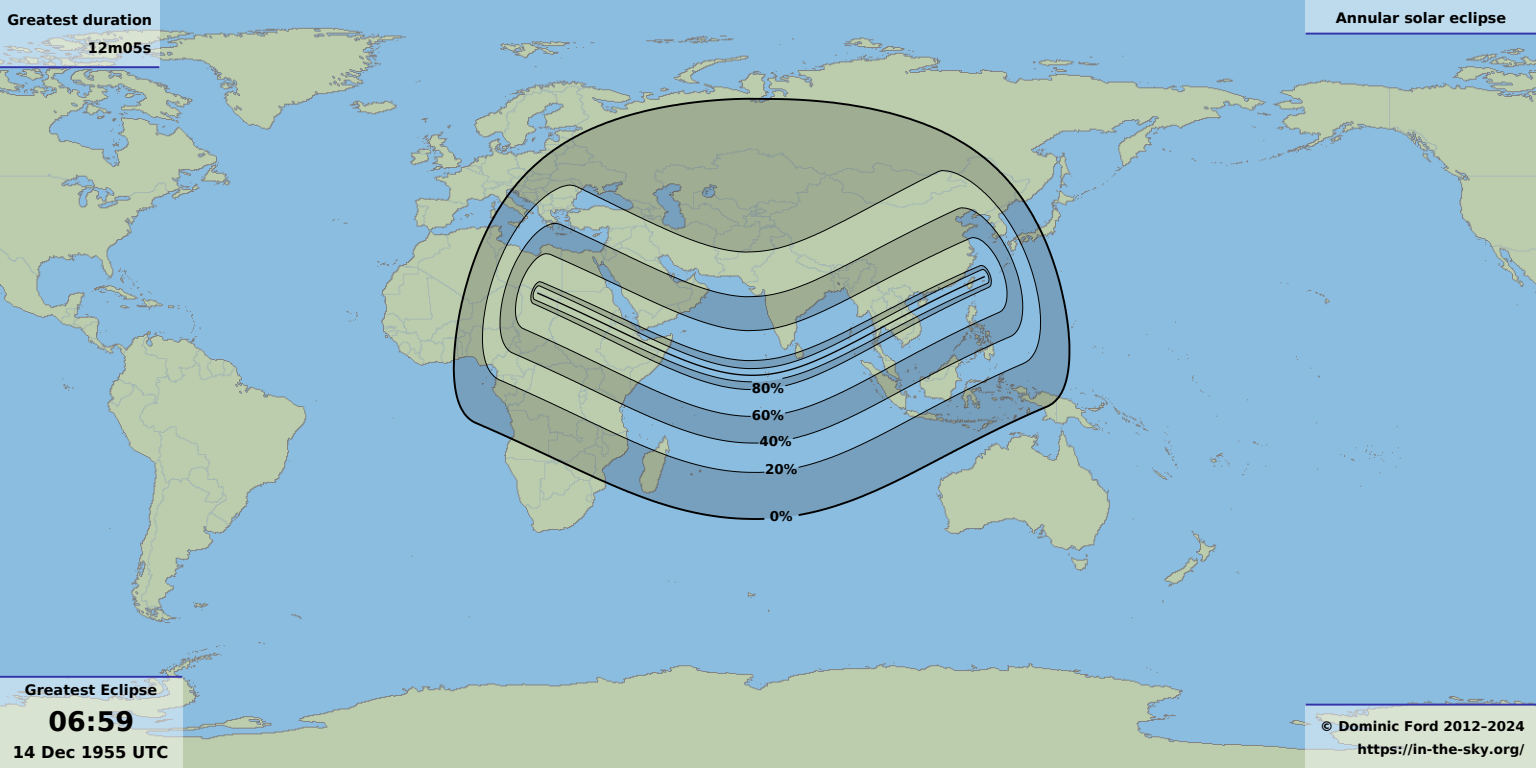 Greatest duration
12m05s
Annular solar eclipse
80%
60%
40%
20%
0%
Greatest Eclipse
06:59
14 Dec 1955 UTC
© Dominic Ford 2012–2024
https://in-the-sky.org/